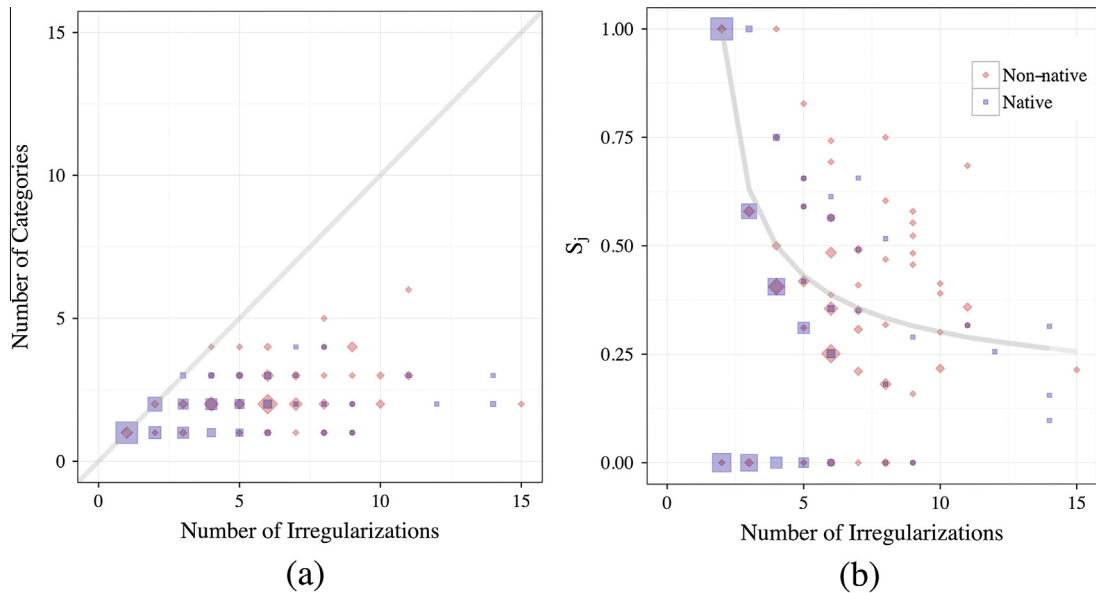 15
10
5
0
Number of Categories
0
5
10
15
Number of Irregularizations
(a)
1.00
0.75
0.50
0.25
0.00
Sj
Non-native
Native
0
5
10
15
Number of Irregularizations
(b)